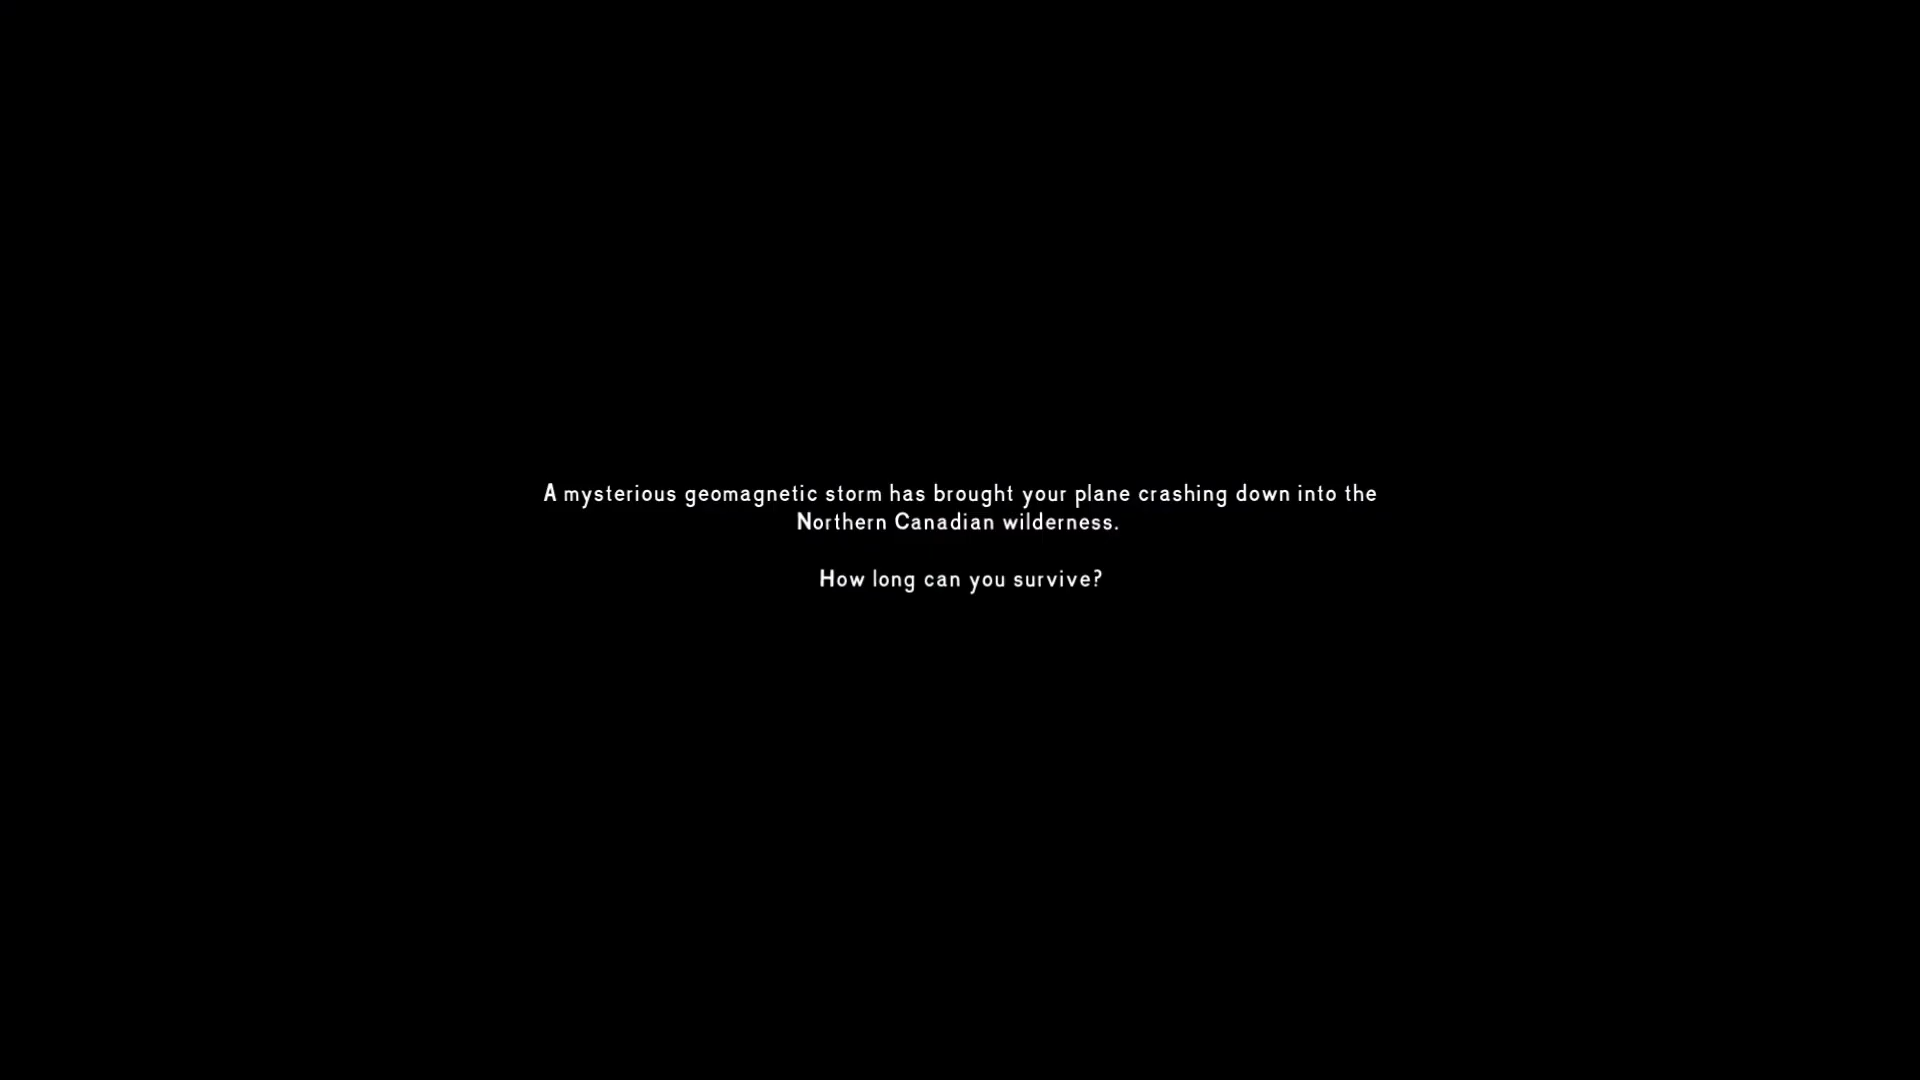 A mysterious geomagnetic storm has brought your plane crashing down into the
Northern Canadian wilderness.
How long can you survive?